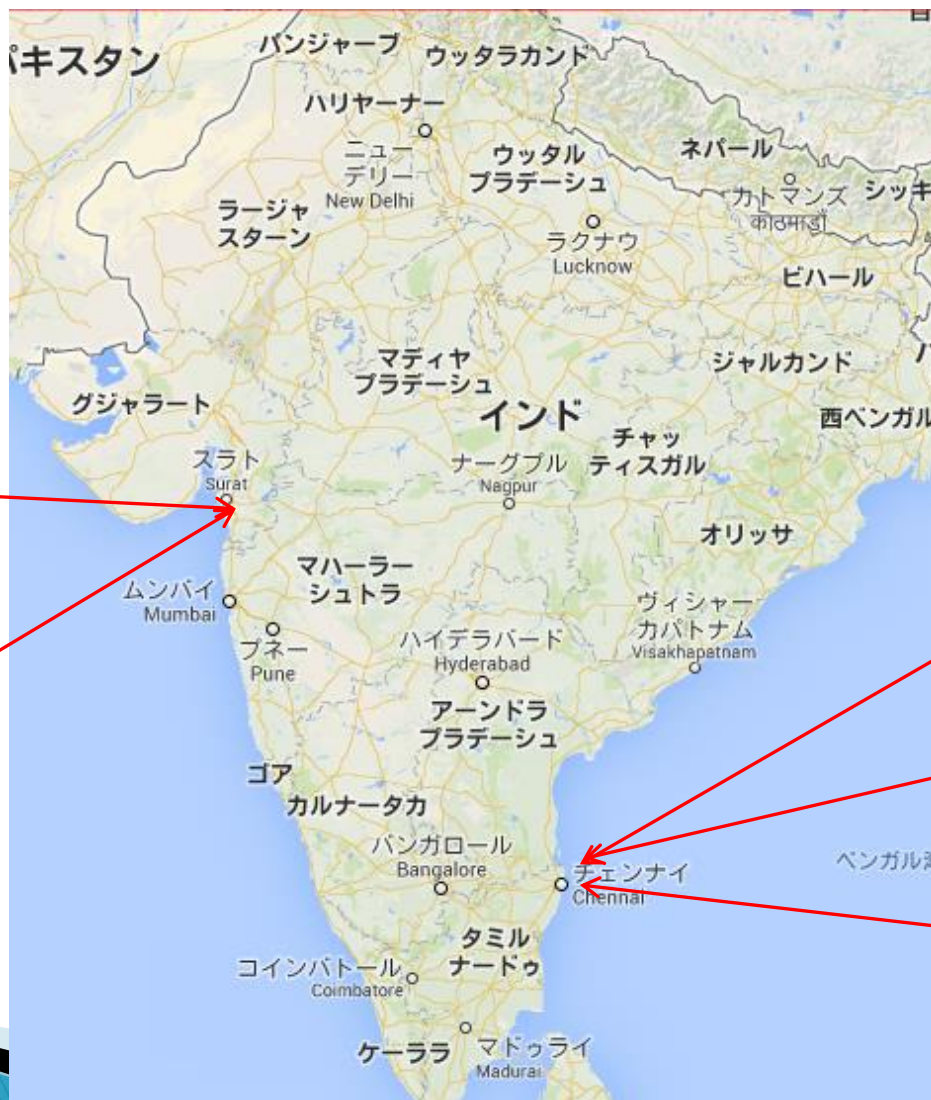 パンジャーブ
ウッタラカンド
パキスタン
ハリヤーナー
ニュー
デリー
New Delhi
ウッタル
プラデーシュ
ネパール
カトマンズ
काठमाडौं
シッキ
ラージャ
スターン
ラクナウ
Lucknow
ビハール
マディヤ
プラデーシュ
ジャルカンド
グジャラート
インド
西ベンガル
チャッ
ティスガル
スラト
Surat
ナーグプル
Nagpur
オリッサ
マハーラー
シュトラ
ムンバイ
Mumbai
ヴィシャー
カパトナム
Visakhapatnam
プネー
Pune
ハイデラバード
Hyderabad
アーンドラ
プラデーシュ
ゴア
カルナータカ
バンガロール
Bangalore
チェンナイ
Chennai
ベンガル
タミル
ナードゥ
コインバトール
Coimbatore
ケーララ
マドゥライ
Madurai